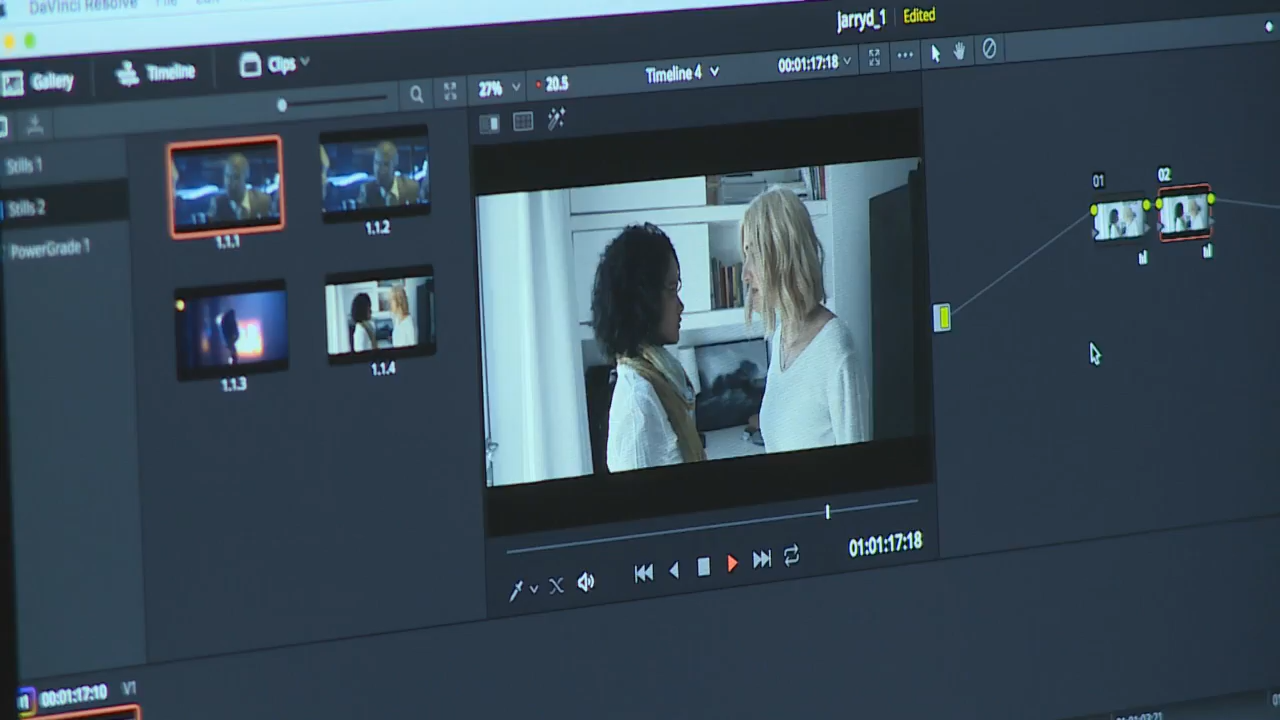 DaVinci Resolve File
jarryd_1 Edited
Gallery Timeline Clips
27% 20.5 Timeline 4 00:01:17:18
Stills 1
Stills 2
PowerGrade 1
1.1.1
1.1.2
1.1.3
1.1.4
01
02
01:01:17:18
00:01:17:10 V1